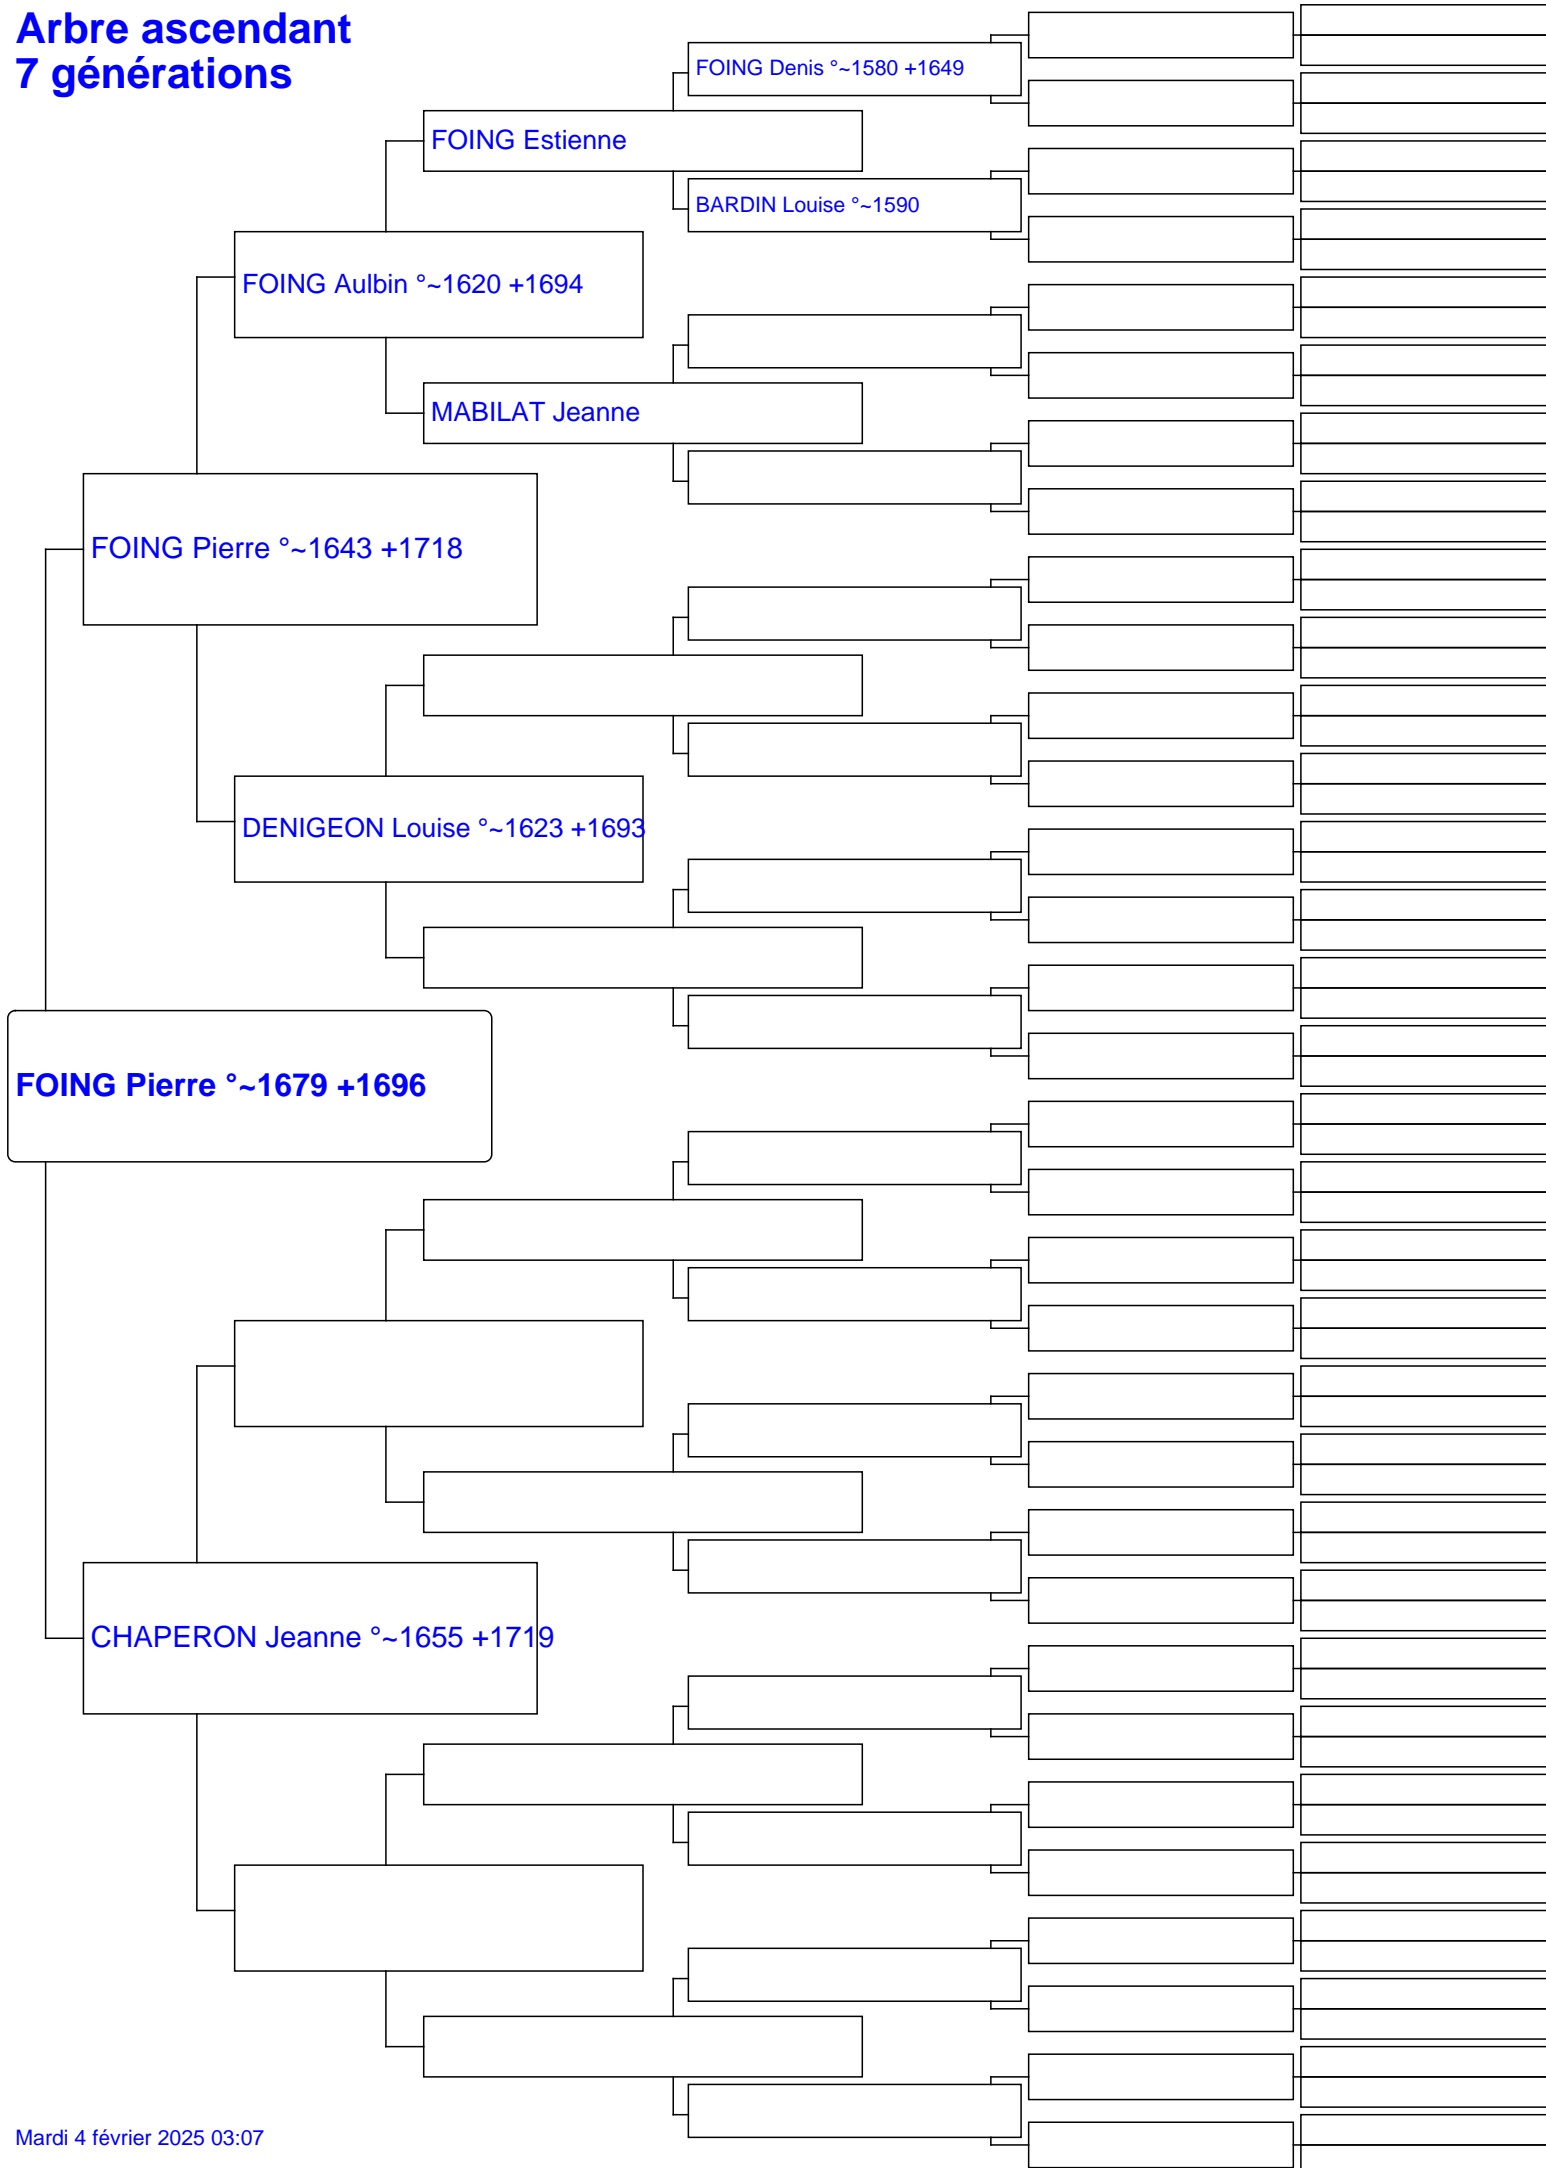 Arbre ascendant
7 générations
FOING Denis °~1580 +1649
FOING Estienne
BARDIN Louise °~1590
FOING Aulbin °~1620 +1694
MABILAT Jeanne
FOING Pierre °~1643 +1718
DENIGEON Louise °~1623 +1693
FOING Pierre °~1679 +1696
CHAPERON Jeanne °~1655 +1719
Mardi 4 février 2025 03:07